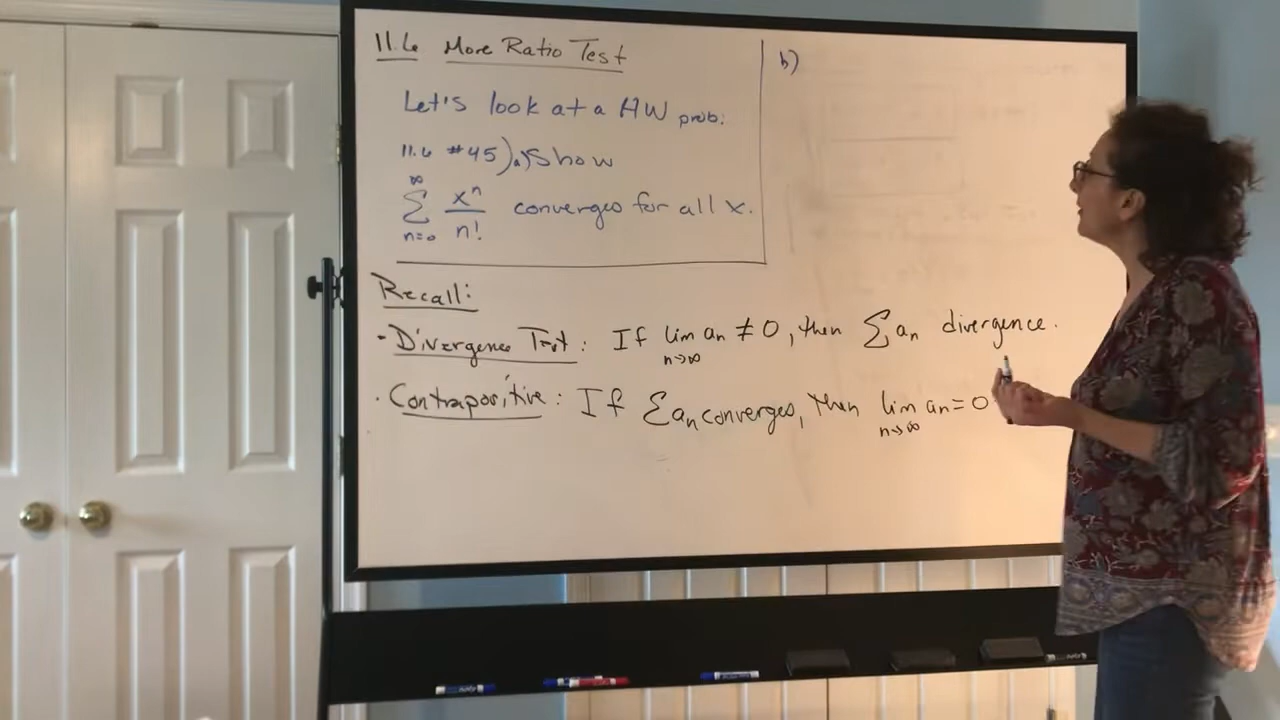 11.6 More Ratio Test
Let's look at a HW prob.
11.6 #45) a) Show
∞
∑ xⁿ/n! converges for all x.
n=0
b)
Recall:
- Divergence Test: If lim aₙ ≠ 0, then ∑aₙ divergence.
n→∞
· Contrapositive: If ∑aₙ converges, then lim aₙ = 0
n→∞